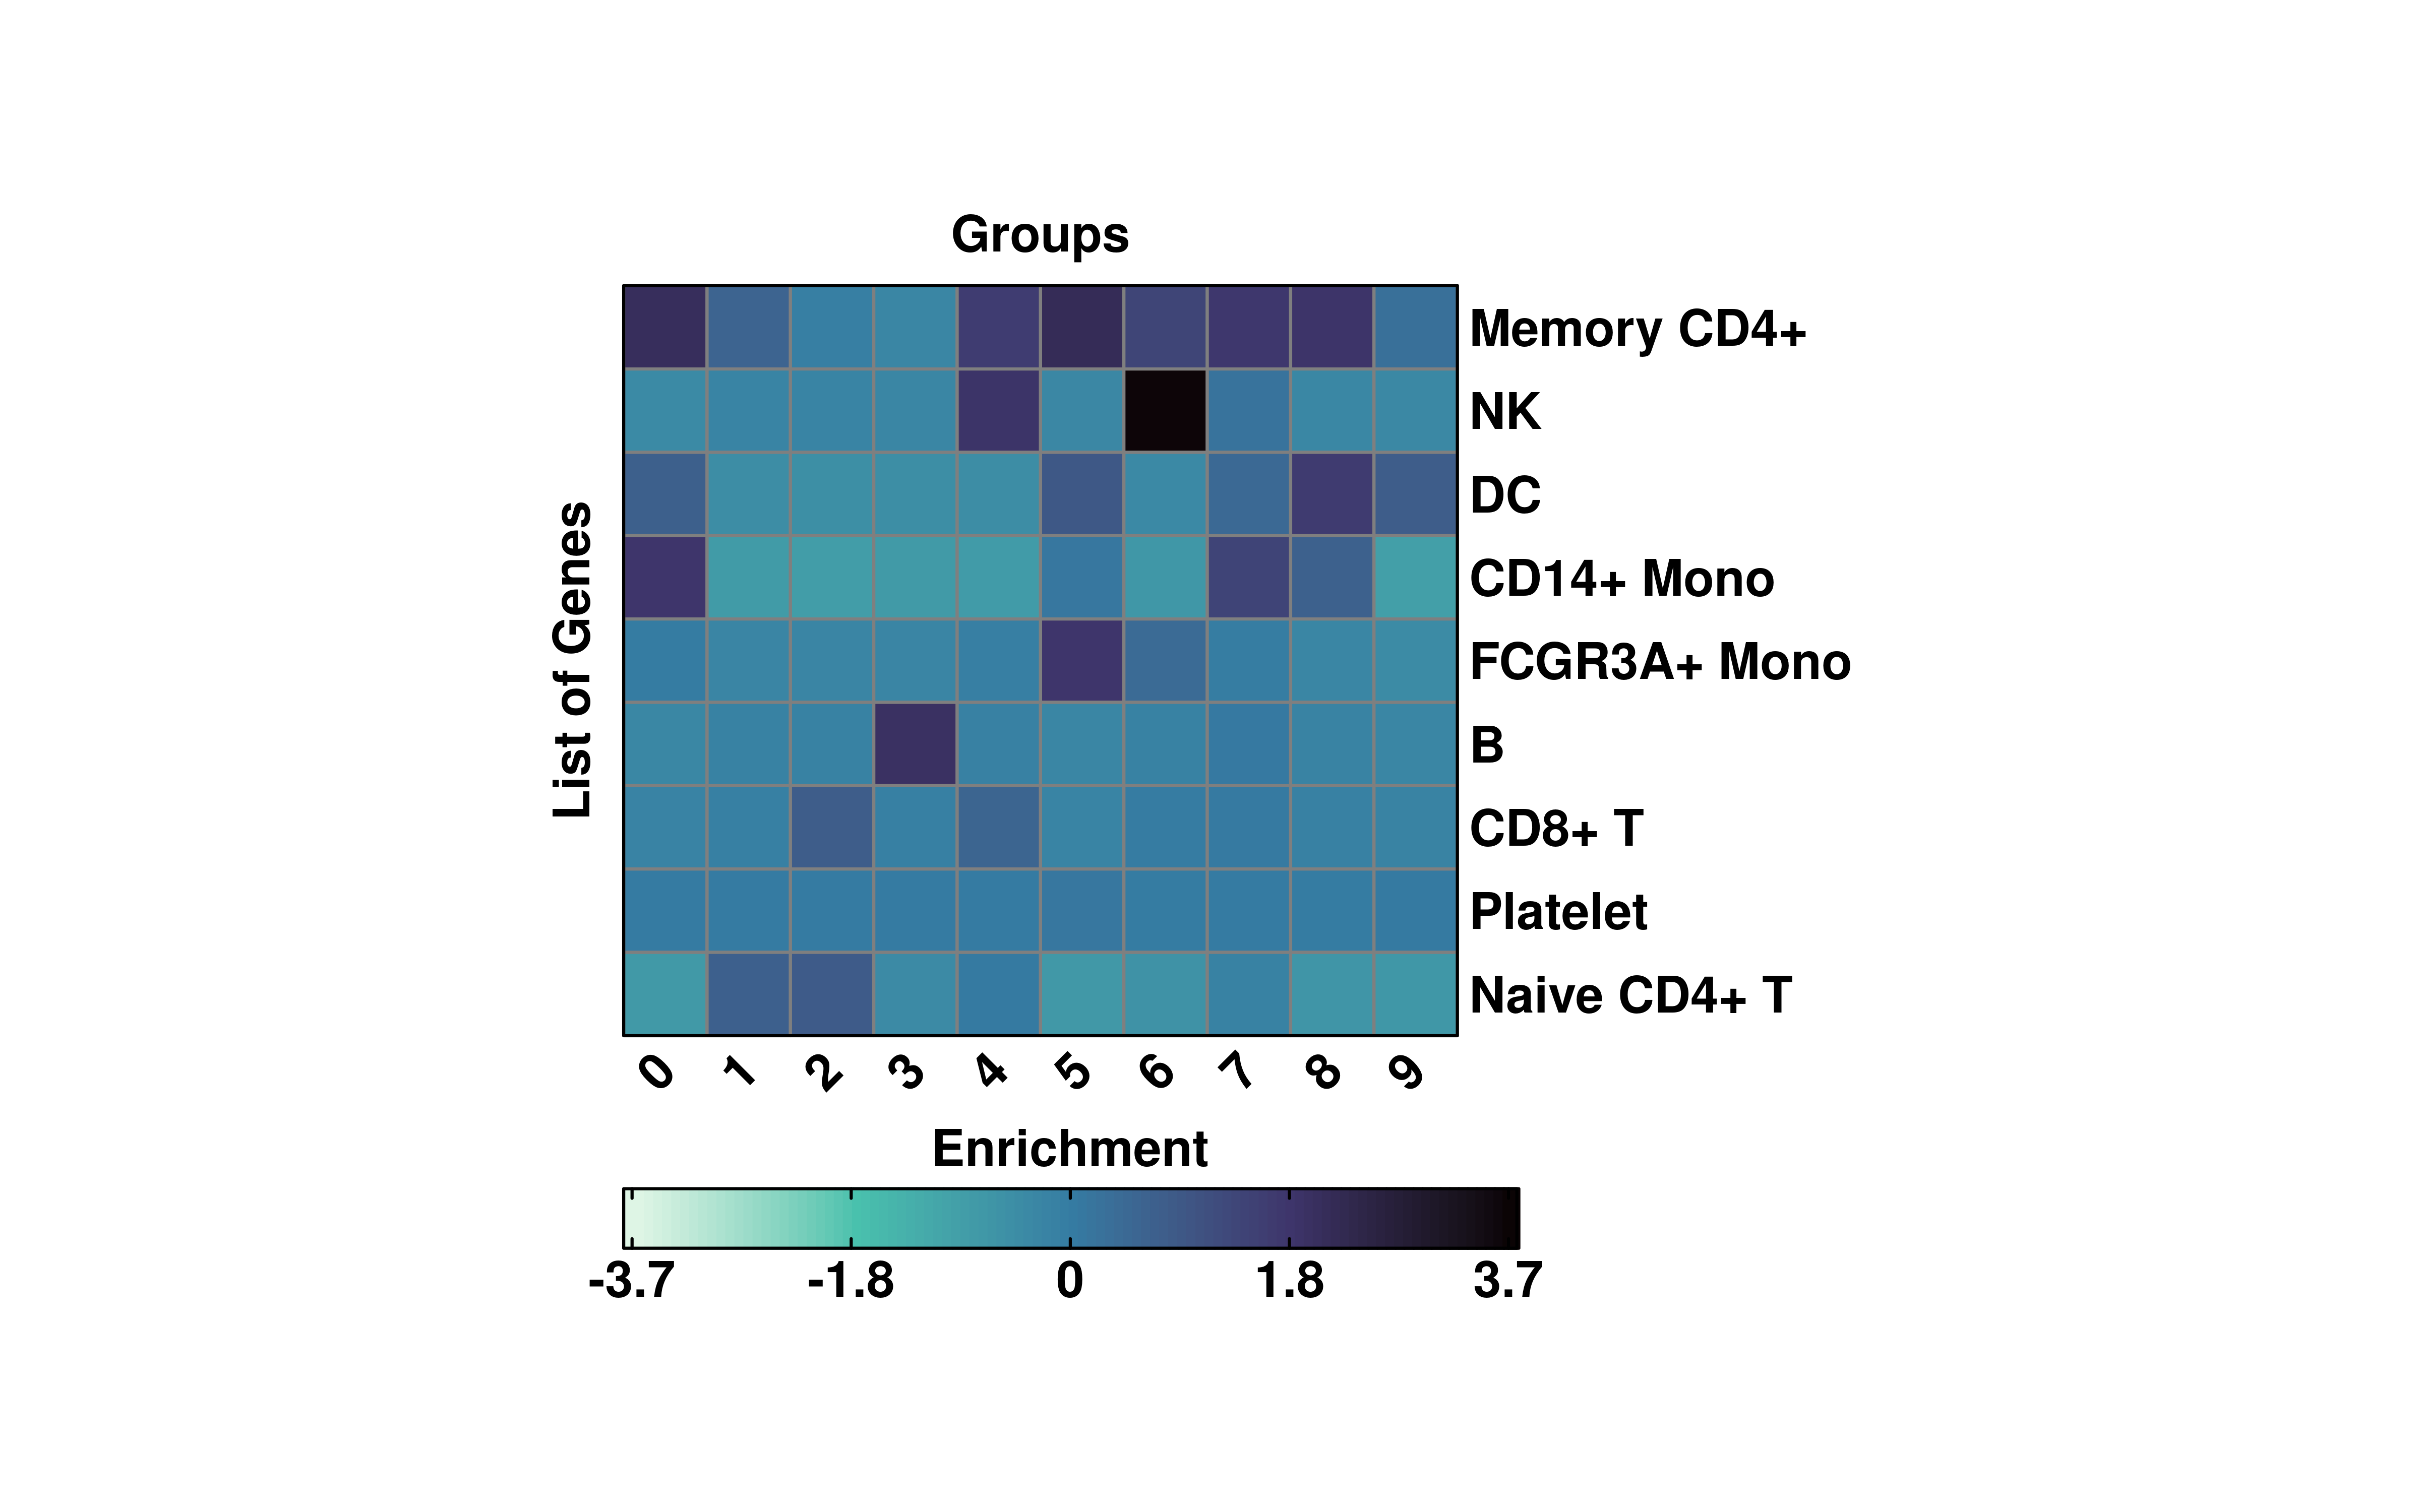 Groups
List of Genes
Memory CD4+
NK
DC
CD14+ Mono
FCGR3A+ Mono
B
CD8+ T
Platelet
Naive CD4+ T
0 1 2 3 4 5 6 7 8 9
Enrichment
-3.7 -1.8 0 1.8 3.7